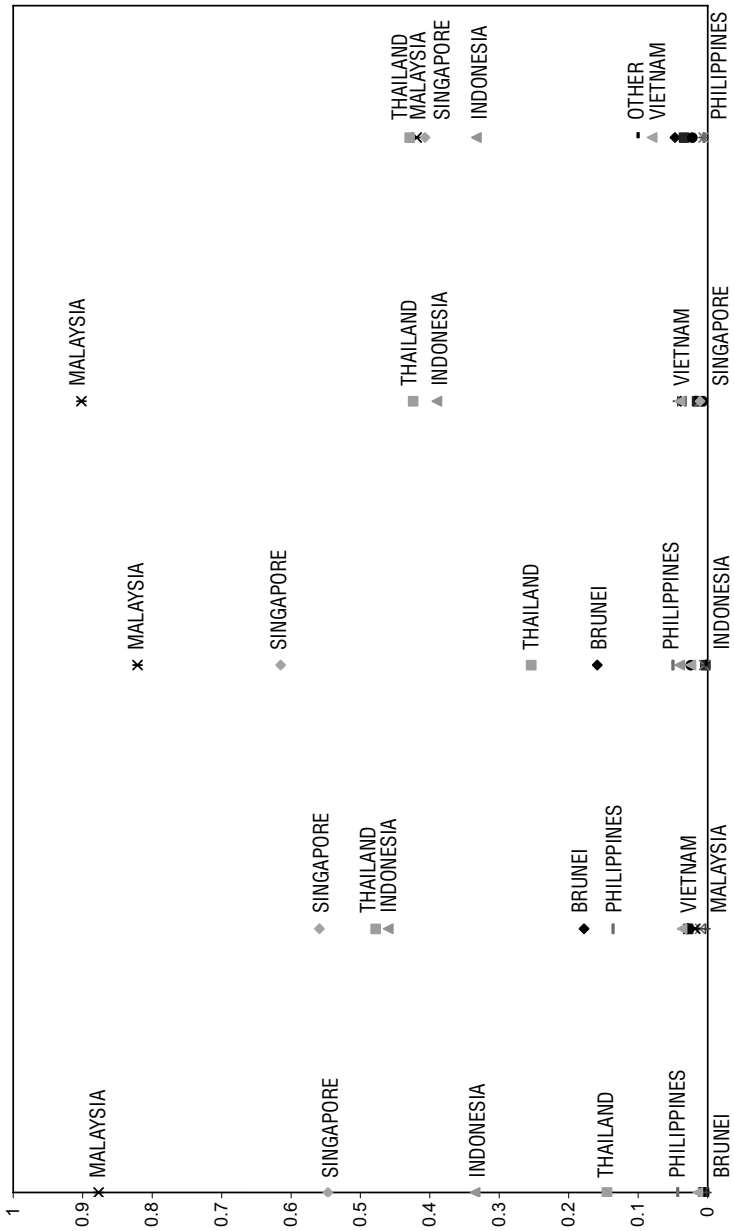 1
0.9
0.8
0.7
0.6
0.5
0.4
0.3
0.2
0.1
0
MALAYSIA
SINGAPORE
INDONESIA
THAILAND
PHILIPPINES
BRUNEI
SINGAPORE
THAILAND
INDONESIA
BRUNEI
PHILIPPINES
VIETNAM
MALAYSIA
MALAYSIA
SINGAPORE
THAILAND
BRUNEI
PHILIPPINES
INDONESIA
MALAYSIA
THAILAND
INDONESIA
VIETNAM
SINGAPORE
THAILAND
MALAYSIA
SINGAPORE
INDONESIA
OTHER
VIETNAM
PHILIPPINES